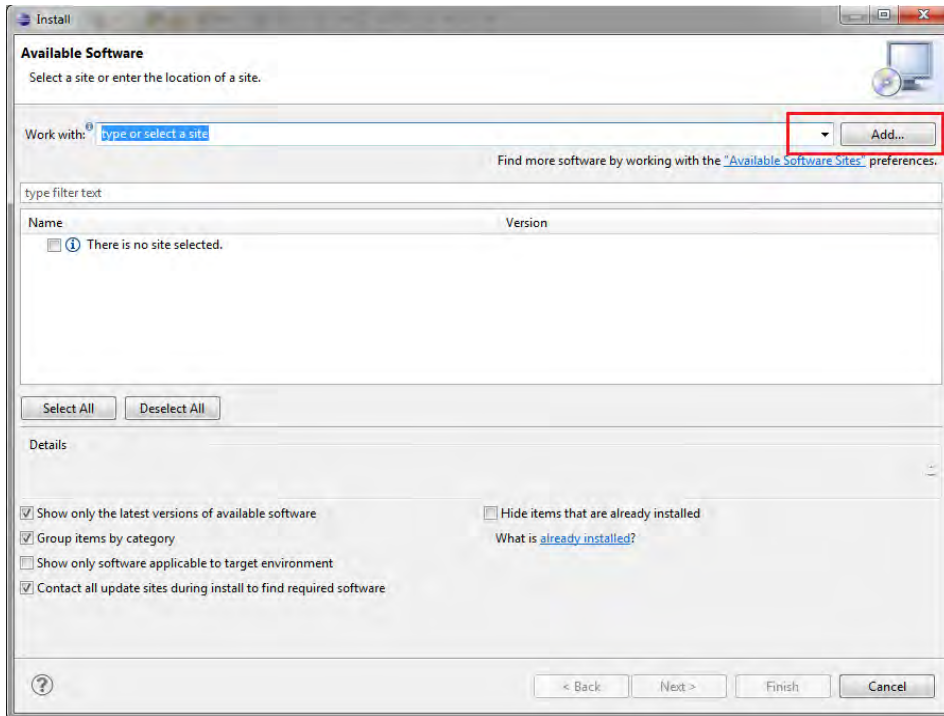 Install
Available Software
Select a site or enter the location of a site.
Work with: type or select a site Add...
Find more software by working with the "Available Software Sites" preferences.
type filter text
Name Version
There is no site selected.
Select All Deselect All
Details
Show only the latest versions of available software Hide items that are already installed
Group items by category What is already installed?
Show only software applicable to target environment
Contact all update sites during install to find required software
? < Back Next > Finish Cancel